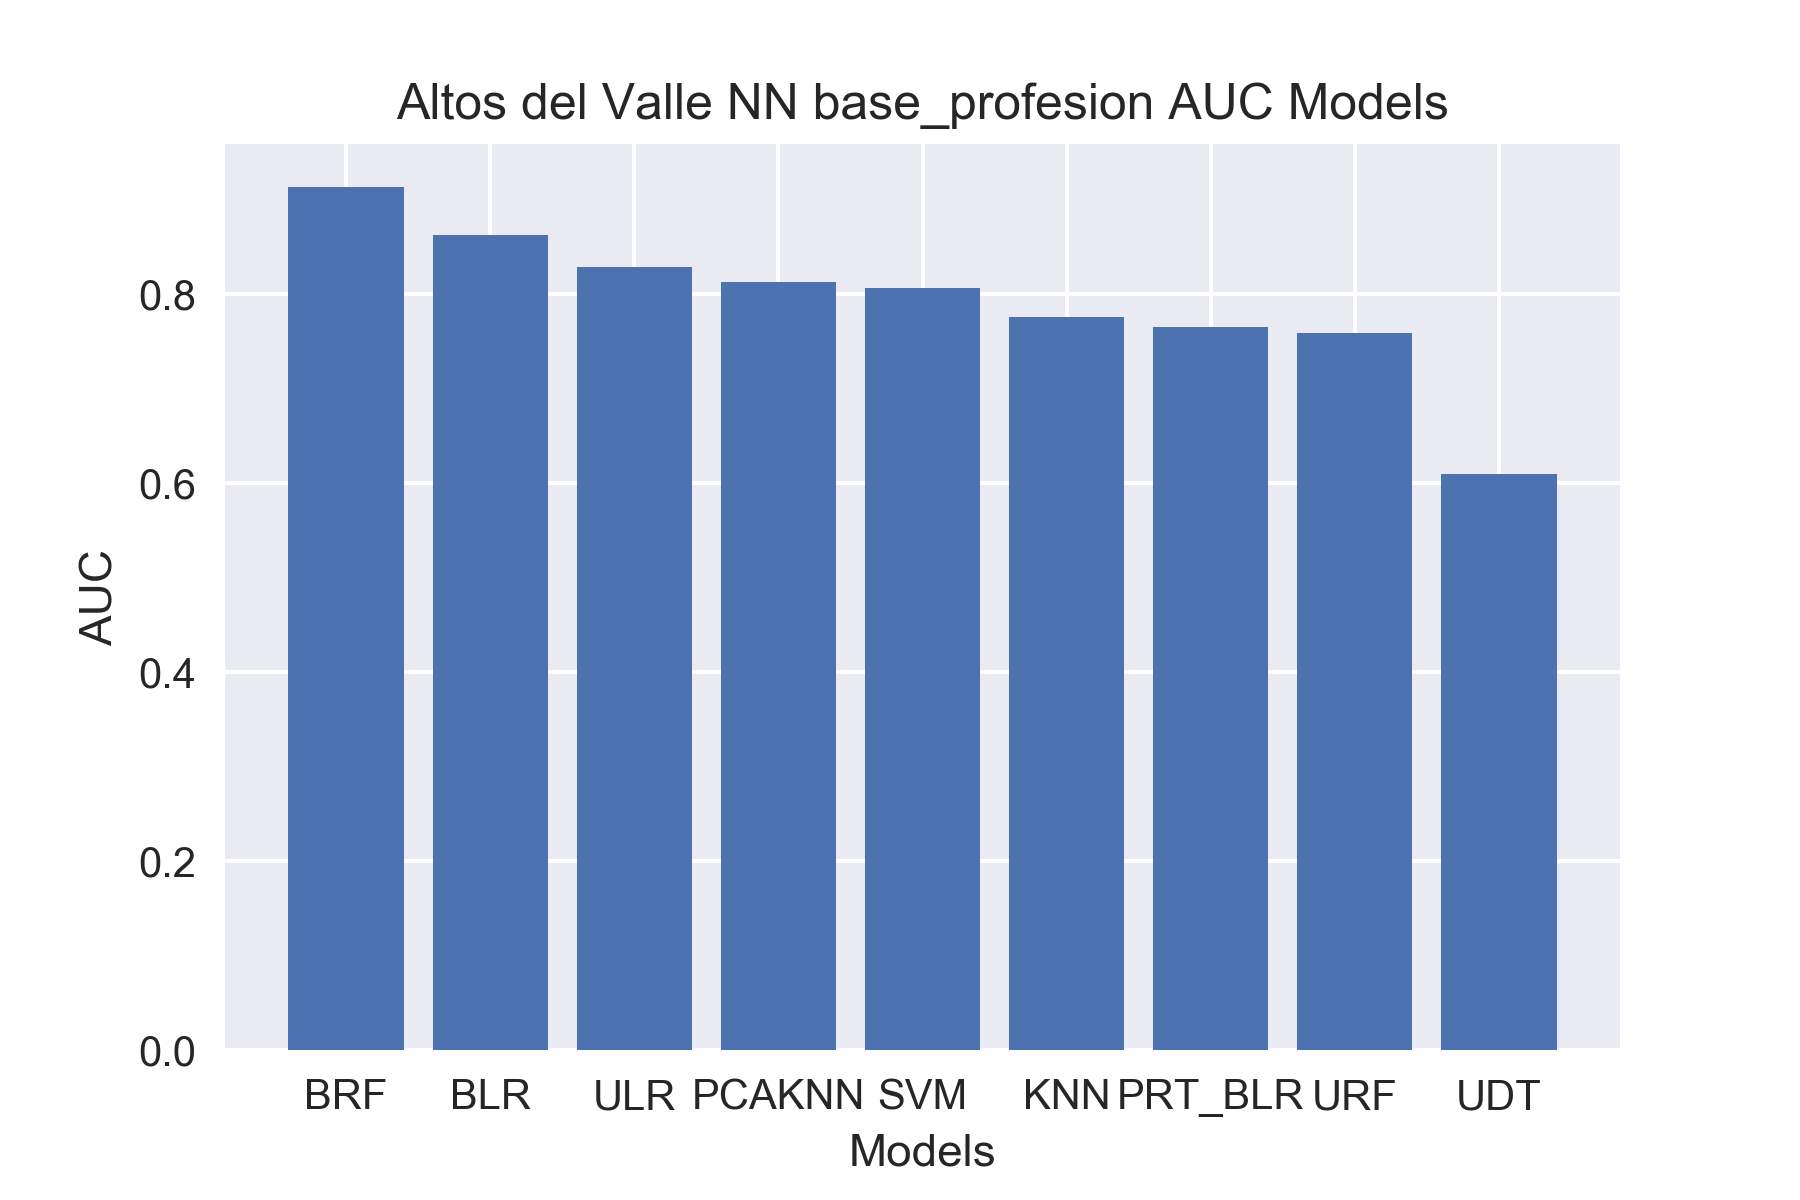 Altos del Valle NN base_profesion AUC Models
AUC
0.8
0.6
0.4
0.2
0.0
BRF BLR ULR PCAKNN SVM KNN PRT_BLR URF UDT
Models